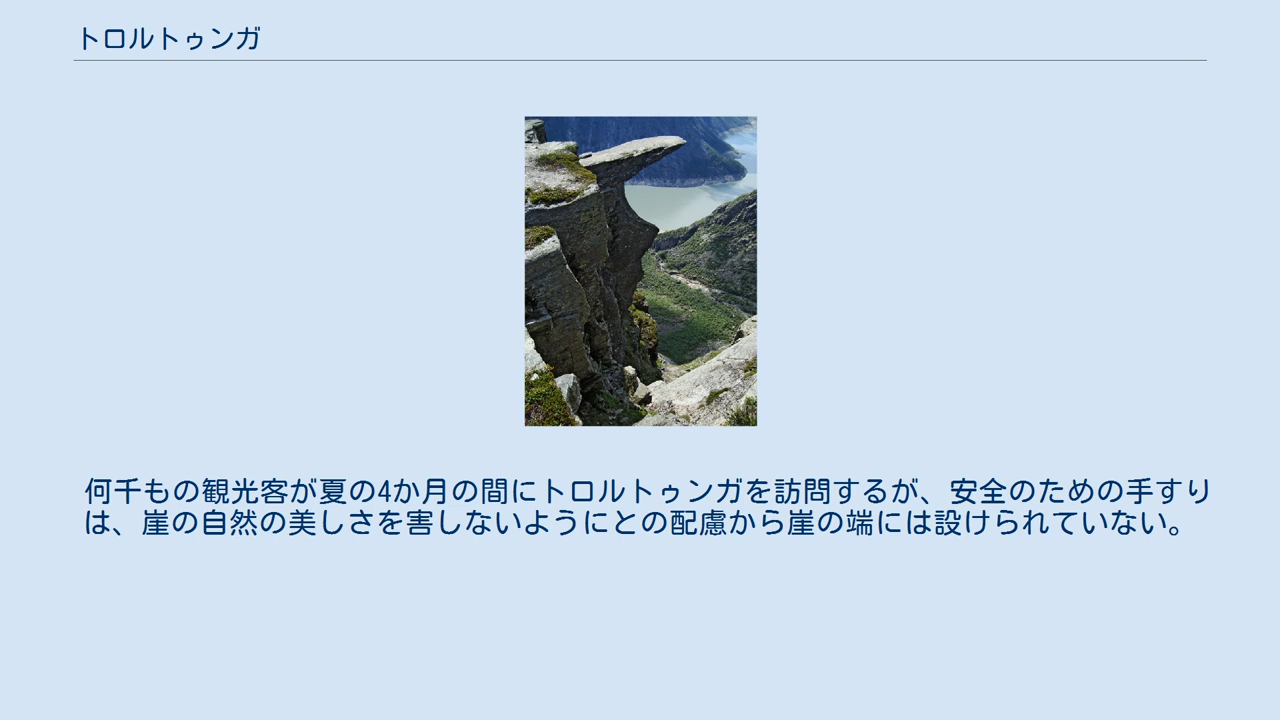 トロルトゥンガ
何千もの観光客が夏の4か月の間にトロルトゥンガを訪問するが、安全のための手すり
は、崖の自然の美しさを害しないようにとの配慮から崖の端には設けられていない。